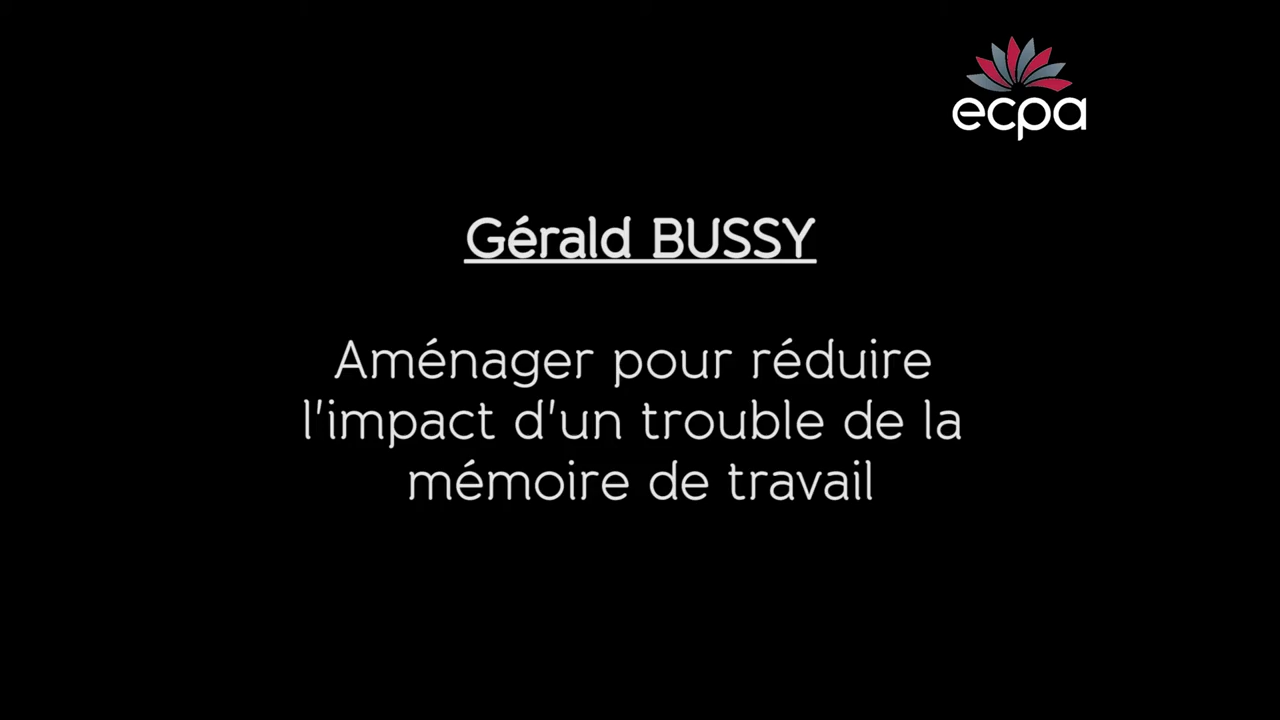 ecpa
Gérald BUSSY
Aménager pour réduire
l'impact d'un trouble de la
mémoire de travail